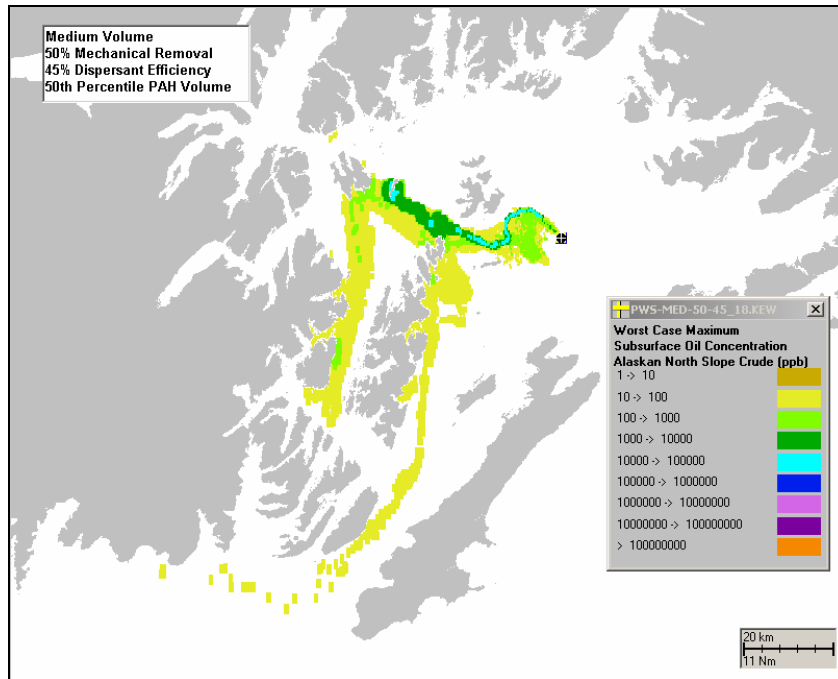 Medium Volume
50% Mechanical Removal
45% Dispersant Efficiency
50th Percentile PAH Volume
PWS-MED-50-45_18.KEW
Worst Case Maximum
Subsurface Oil Concentration
Alaskan North Slope Crude (ppb)
1 -> 10
10 -> 100
100 -> 1000
1000 -> 10000
10000 -> 100000
100000 -> 1000000
1000000 -> 10000000
10000000 -> 100000000
> 100000000
20 km
11 Nm